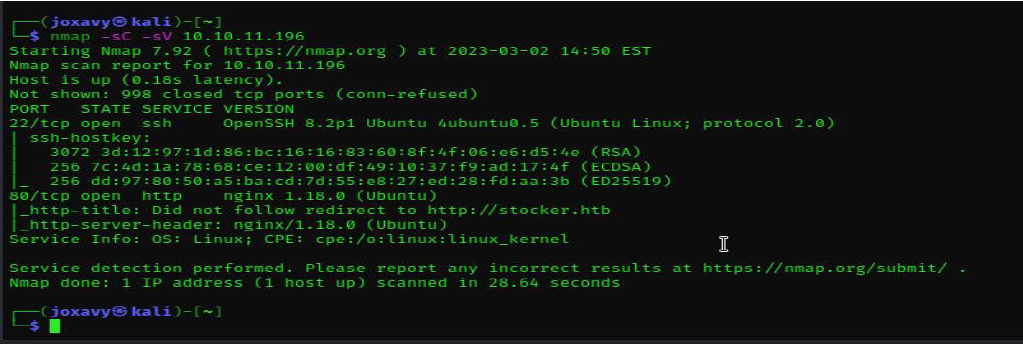 ┌──(joxavy㉿kali)-[~]
└─$ nmap -sC -sV 10.10.11.196
Starting Nmap 7.92 ( https://nmap.org ) at 2023-03-02 14:50 EST
Nmap scan report for 10.10.11.196
Host is up (0.18s latency).
Not shown: 998 closed tcp ports (conn-refused)
PORT   STATE SERVICE VERSION
22/tcp open  ssh     OpenSSH 8.2p1 Ubuntu 4ubuntu0.5 (Ubuntu Linux; protocol 2.0)
| ssh-hostkey:
|   3072 3d:12:97:1d:86:bc:16:16:83:60:8f:4f:06:e6:d5:4e (RSA)
|   256 7c:4d:1a:78:68:ce:12:00:df:49:10:37:f9:ad:17:4f (ECDSA)
|_  256 dd:97:80:50:a5:ba:cd:7d:55:e8:27:ed:28:fd:aa:3b (ED25519)
80/tcp open  http    nginx 1.18.0 (Ubuntu)
|_http-title: Did not follow redirect to http://stocker.htb
|_http-server-header: nginx/1.18.0 (Ubuntu)
Service Info: OS: Linux; CPE: cpe:/o:linux:linux_kernel
Service detection performed. Please report any incorrect results at https://nmap.org/submit/ .
Nmap done: 1 IP address (1 host up) scanned in 28.64 seconds
┌──(joxavy㉿kali)-[~]
└─$